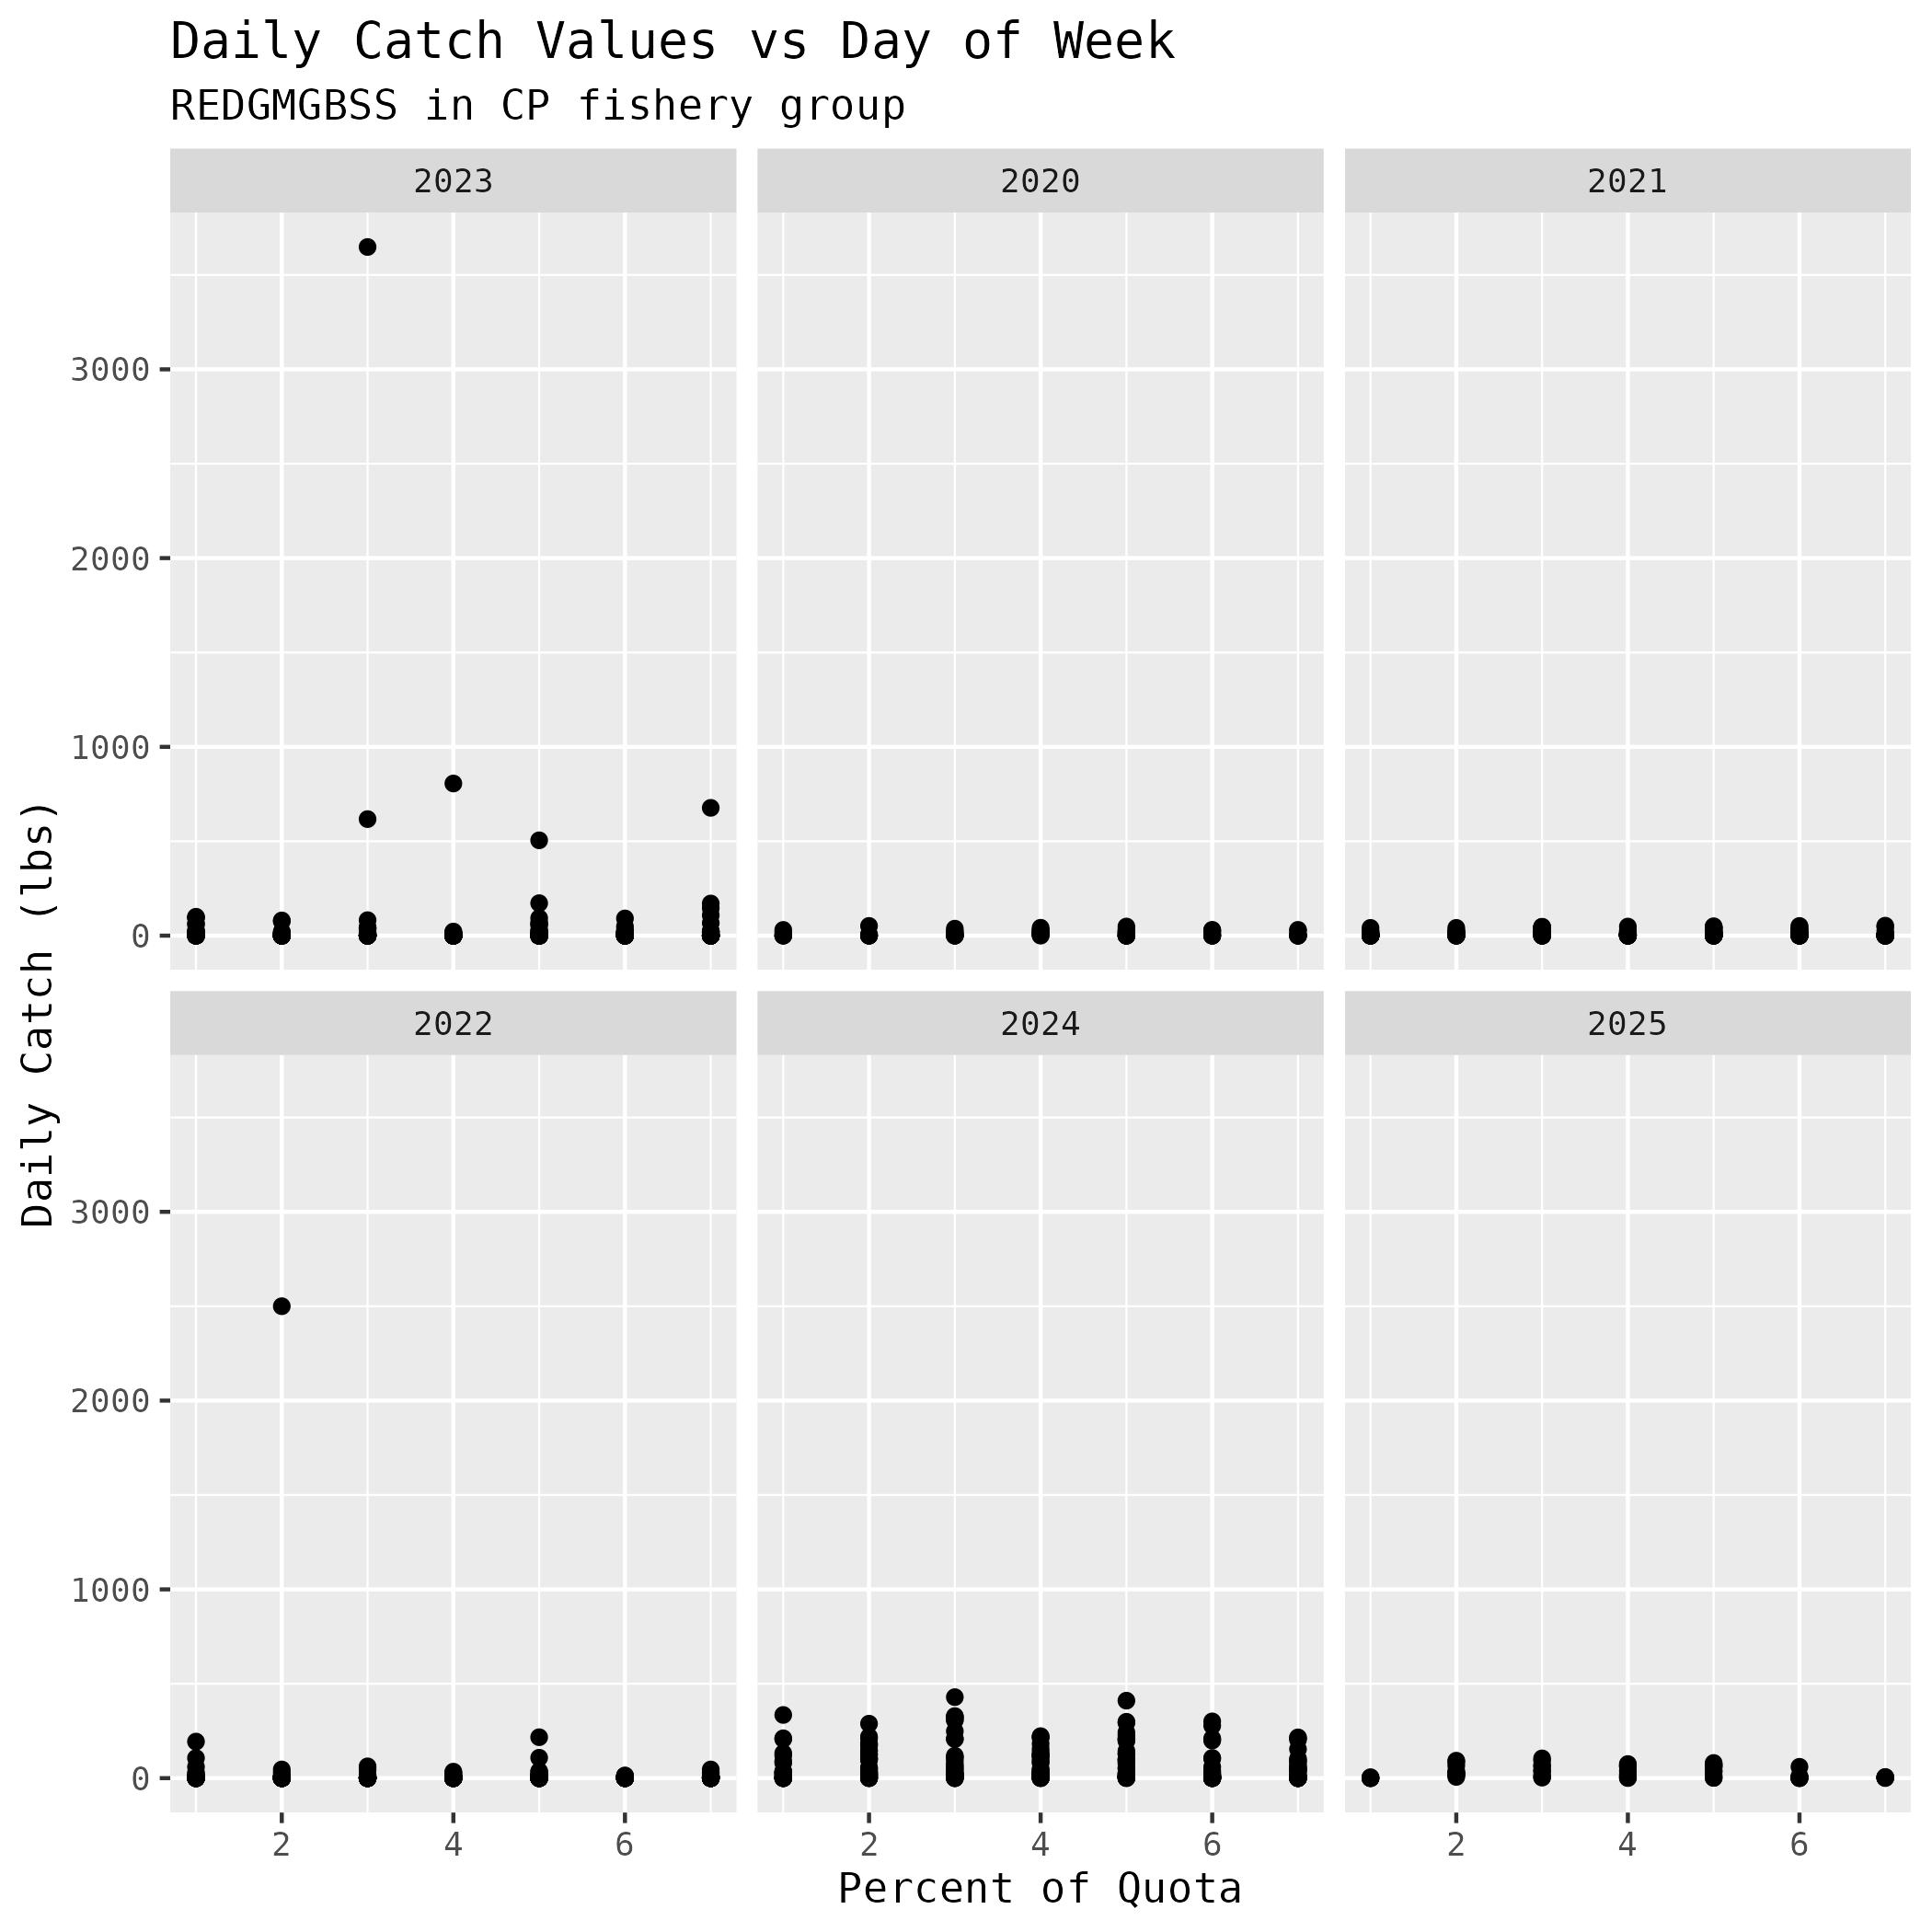 Daily Catch Values vs Day of Week
REDGMGBSS in CP fishery group
2023 2020 2021
3000
2000
1000
0
2022 2024 2025
3000
2000
1000
0
2 4 6 2 4 6 2 4 6
Percent of Quota
Daily Catch (lbs)